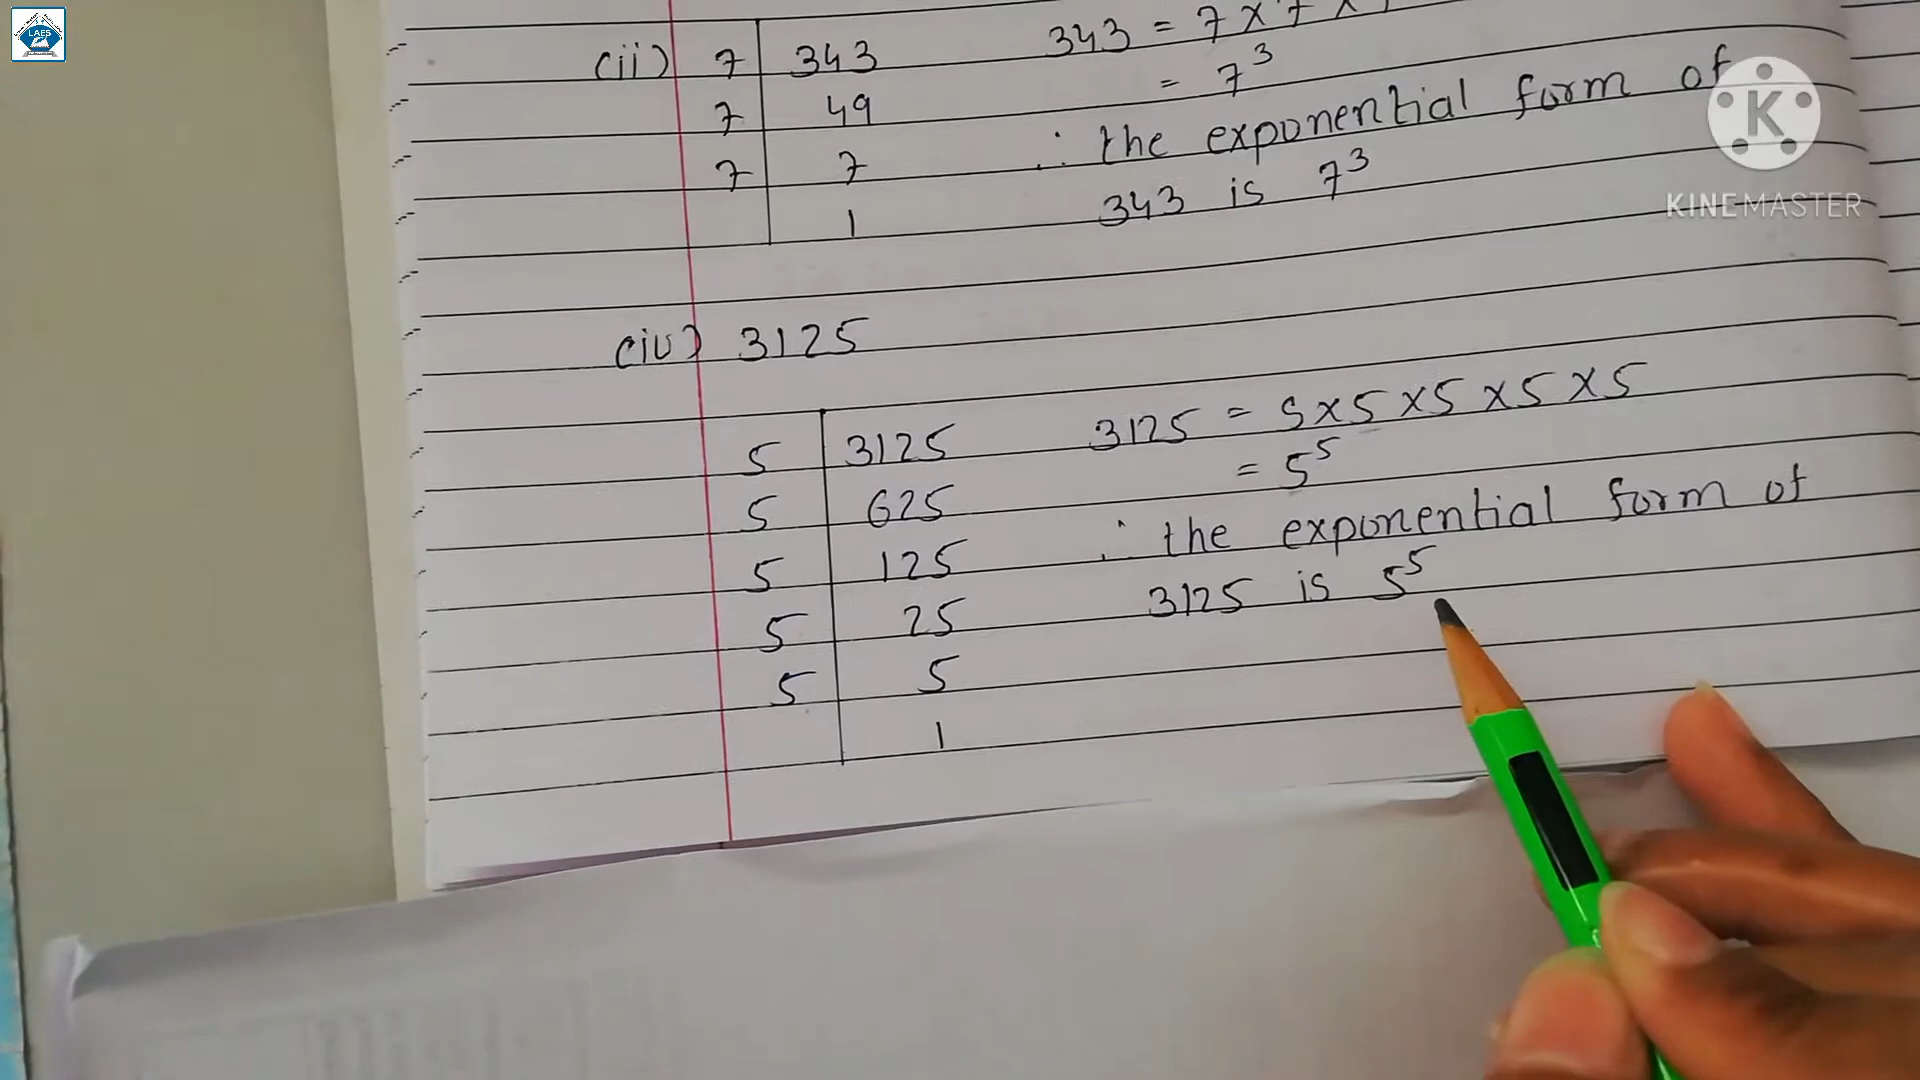 LAES
(ii) 7 | 343 343 = 7 × 7 ×
7 | 49 = 7³
7 | 7 ∴ the exponential form of
1 343 is 7³
K
KINEMASTER
(iv) 3125
5 | 3125 3125 = 5×5×5×5×5
5 | 625 = 5⁵
5 | 125 ∴ the exponential form of
5 | 25 3125 is 5⁵
5 | 5
1